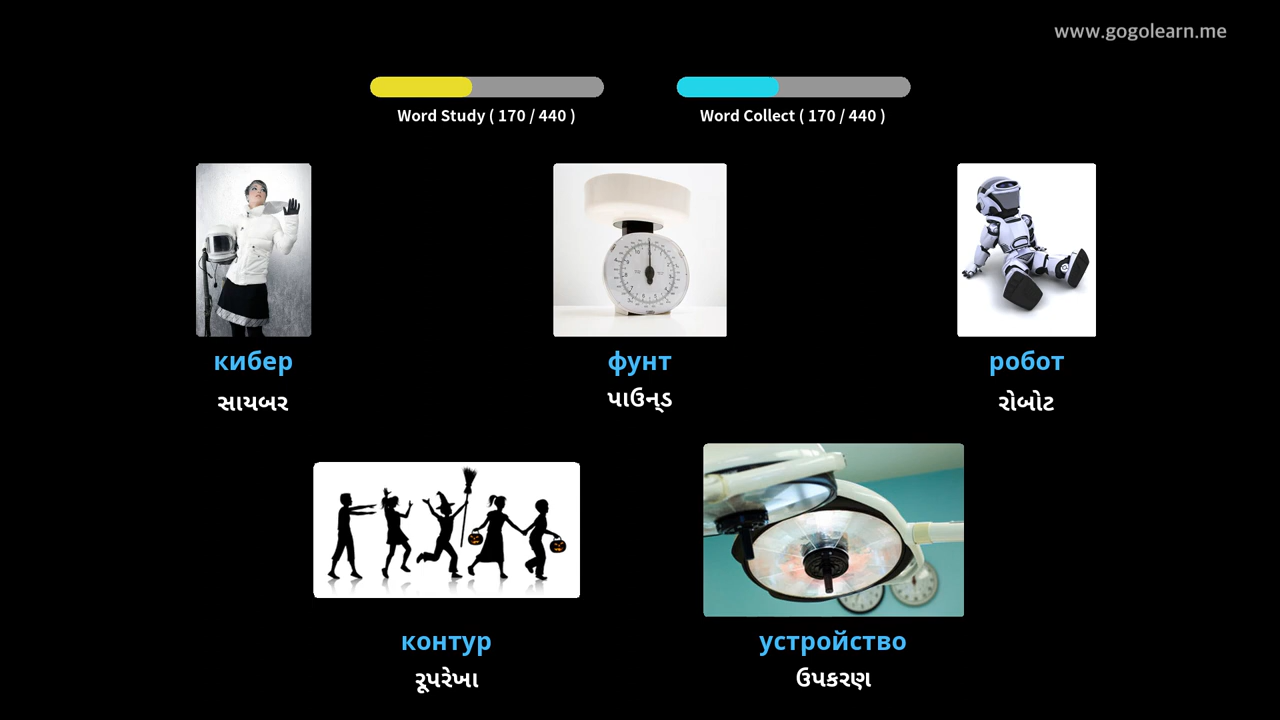 www.gogolearn.me
Word Study ( 170 / 440 )
Word Collect ( 170 / 440 )
кибер
સાયબર
фунт
પાઉન્ડ
робот
રોબોટ
контур
રૂપરેખા
устройство
ઉપકરણ